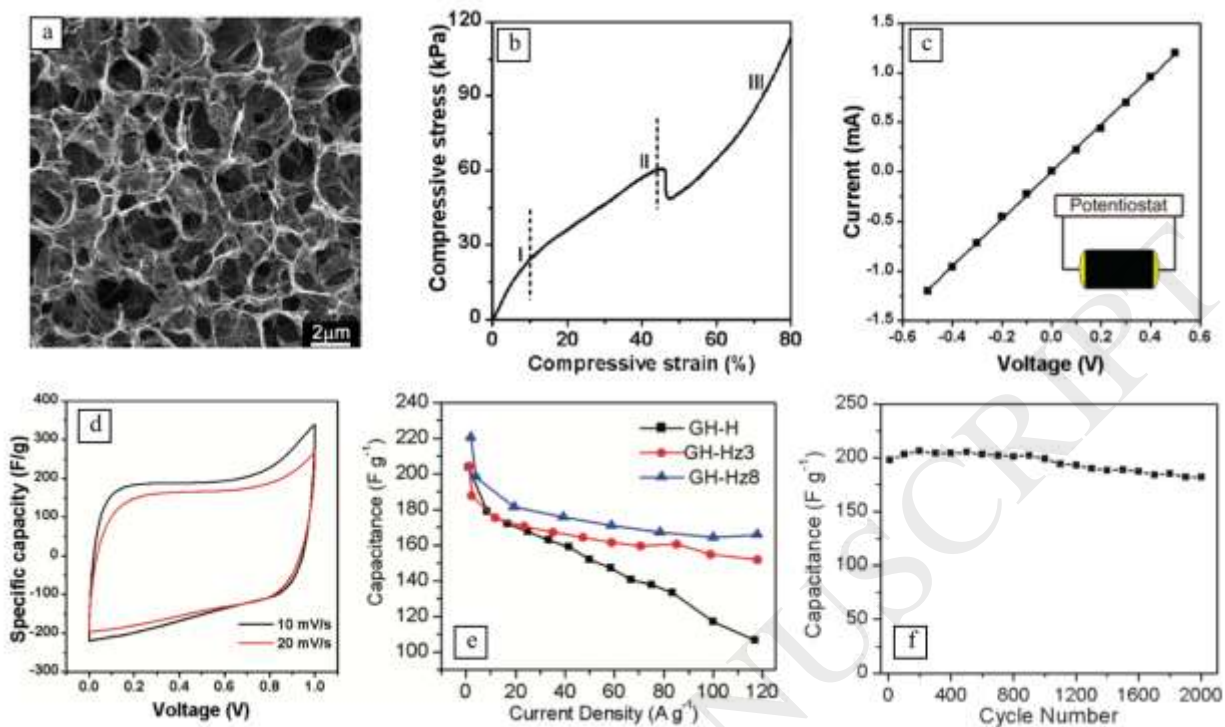 a
2μm
b
Compressive stress (kPa)
120
90
60
30
0
I
II
III
0 20 40 60 80
Compressive strain (%)
c
Current (mA)
1.5
1.0
0.5
0.0
-0.5
-1.0
-1.5
Potentiostat
-0.6 -0.4 -0.2 0.0 0.2 0.4 0.6
Voltage (V)
d
Specific capacity (F/g)
400
300
200
100
0
-100
-200
-300
10 mV/s
20 mV/s
0.0 0.2 0.4 0.6 0.8 1.0
Voltage (V)
e
Capacitance (F g⁻¹)
240
220
200
180
160
140
120
100
GH-H
GH-Hz3
GH-Hz8
0 20 40 60 80 100 120
Current Density (A g⁻¹)
f
Capacitance (F g⁻¹)
250
200
150
100
50
0
0 400 800 1200 1600 2000
Cycle Number
NUSCRIPT